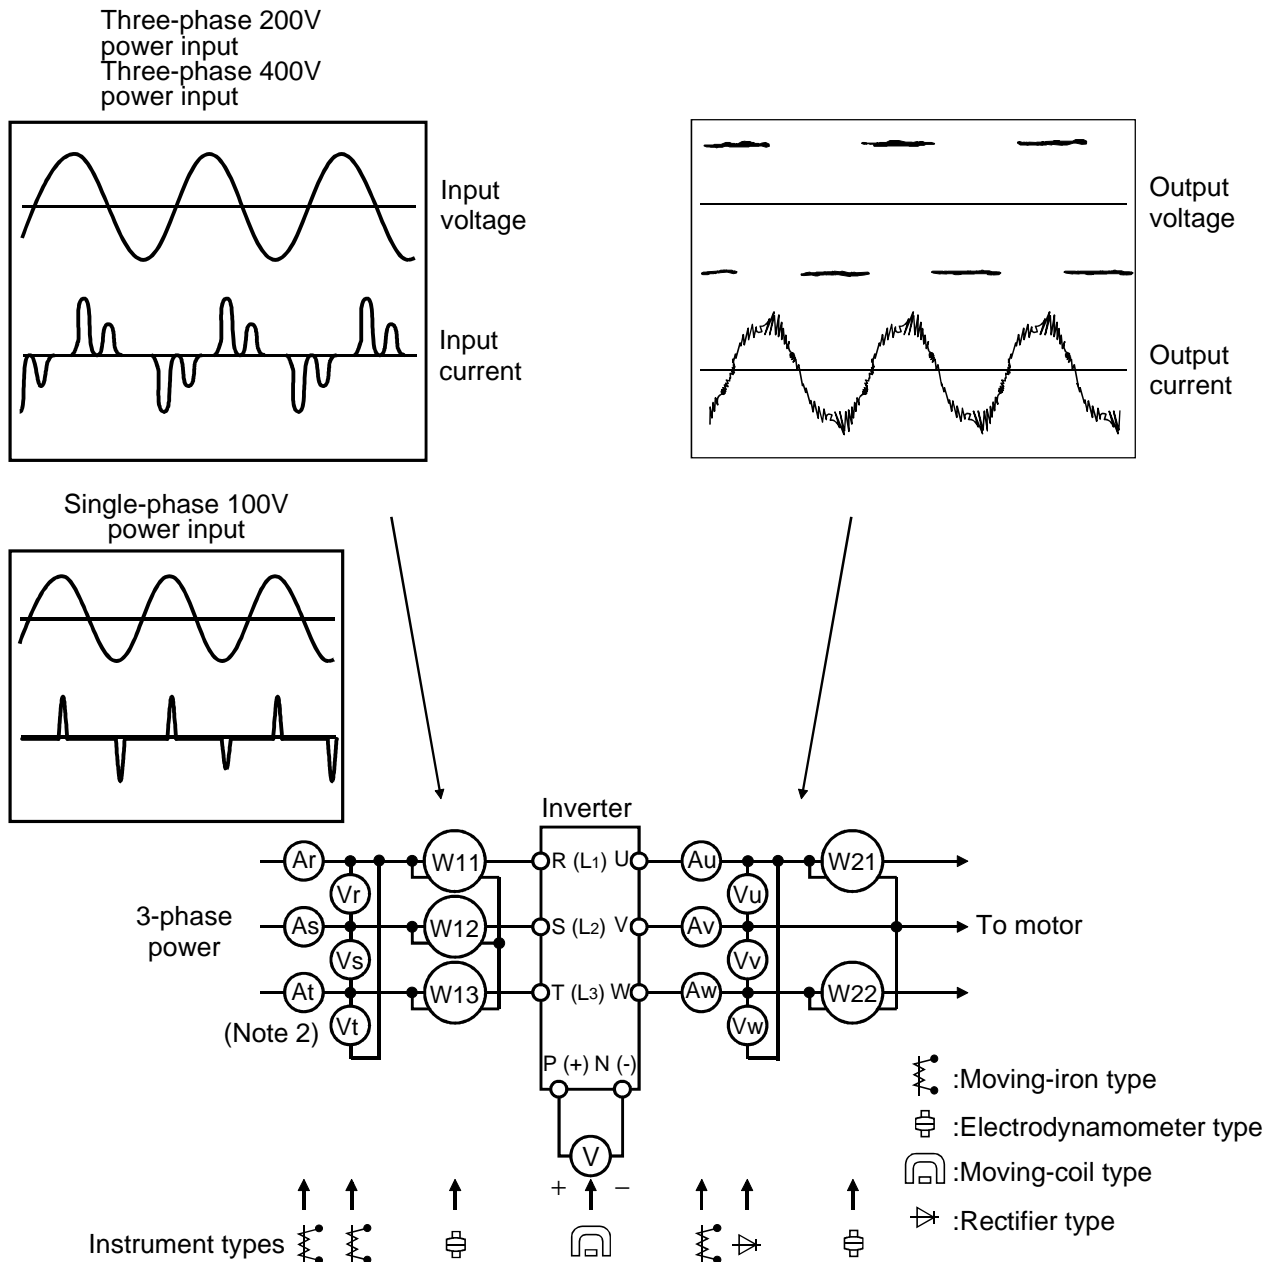 Three-phase 200V
power input
Three-phase 400V
power input
Input
voltage
Input
current
Output
voltage
Output
current
Single-phase 100V
power input
Inverter
Ar
W11
R (L1)
U
Au
W21
Vr
Vu
3-phase
power
As
W12
S (L2)
V
Av
To motor
Vs
Vv
At
W13
T (L3)
W
Aw
W22
(Note 2)
Vt
Vw
P (+)
N (-)
:Moving-iron type
:Electrodynamometer type
V
+
−
:Moving-coil type
:Rectifier type
Instrument types